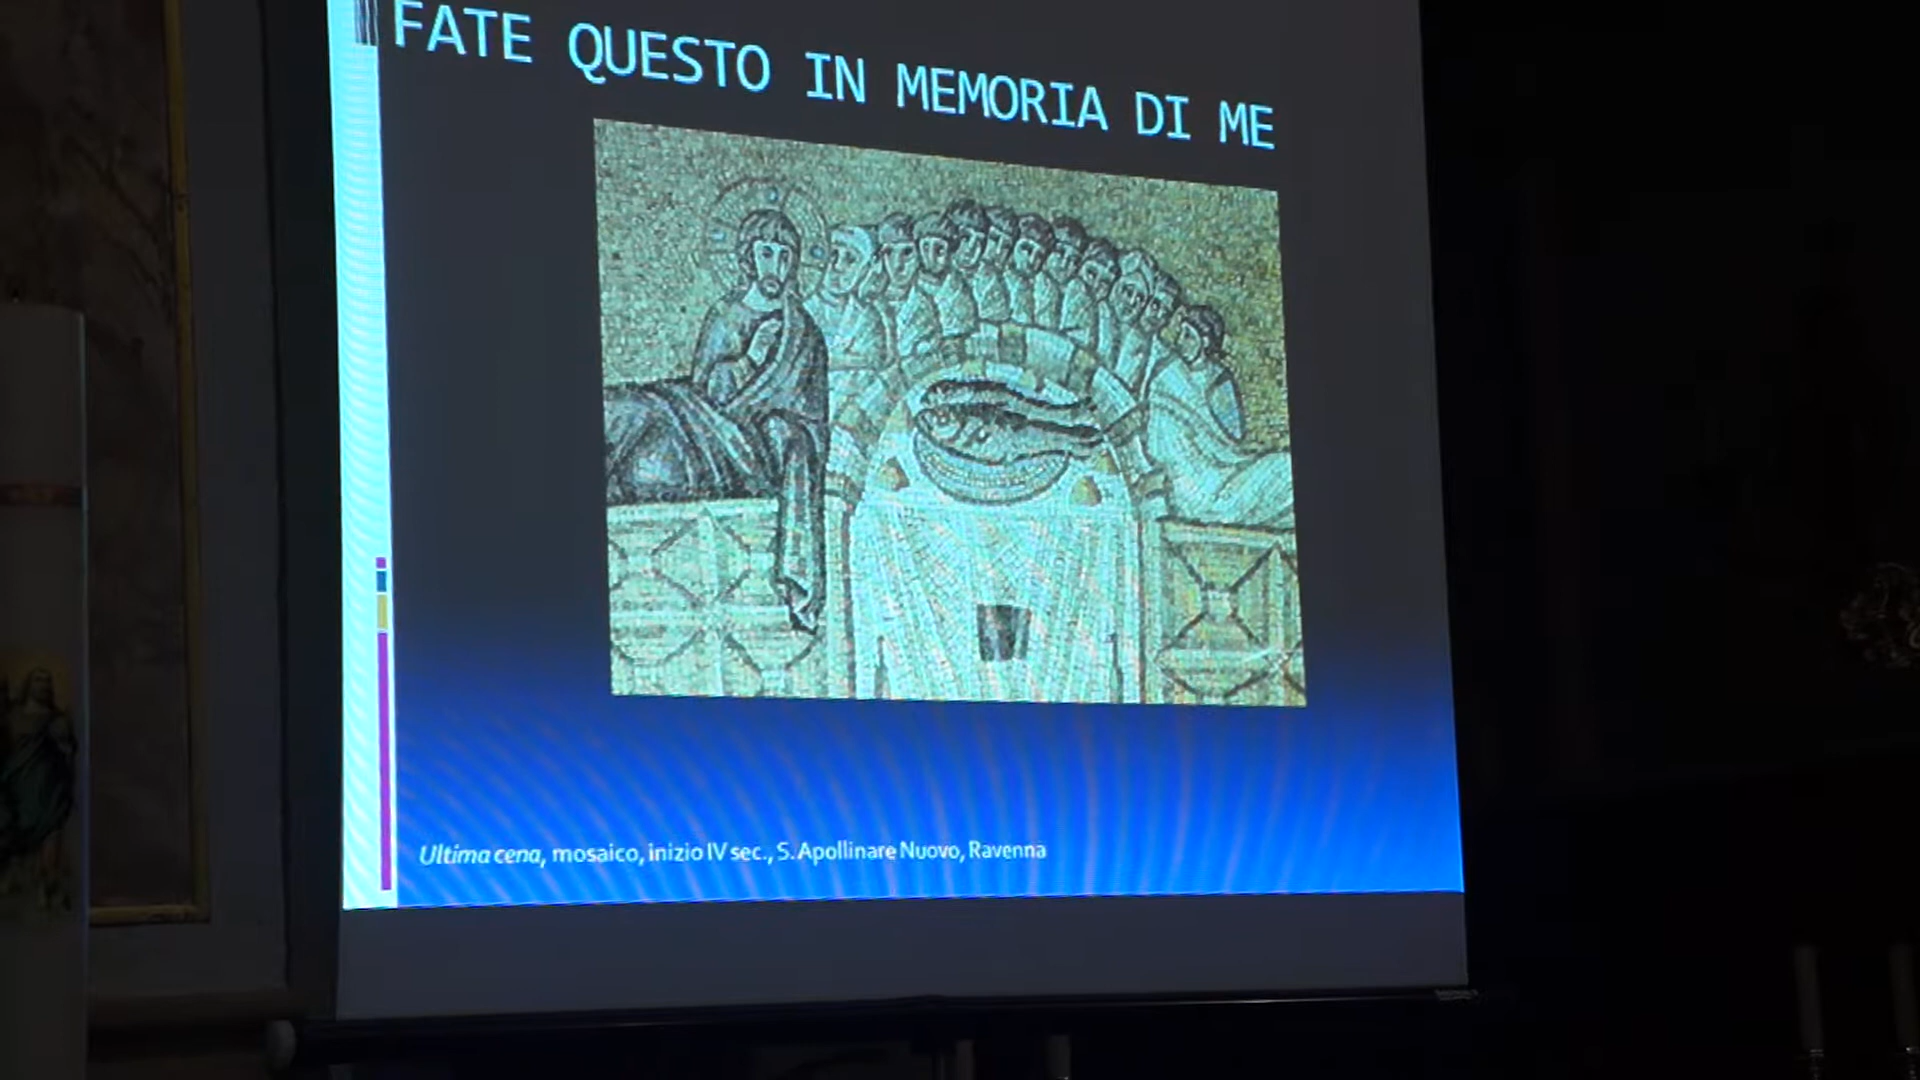 FATE QUESTO IN MEMORIA DI ME
Ultima cena, mosaico, inizio IV sec., S. Apollinare Nuovo, Ravenna